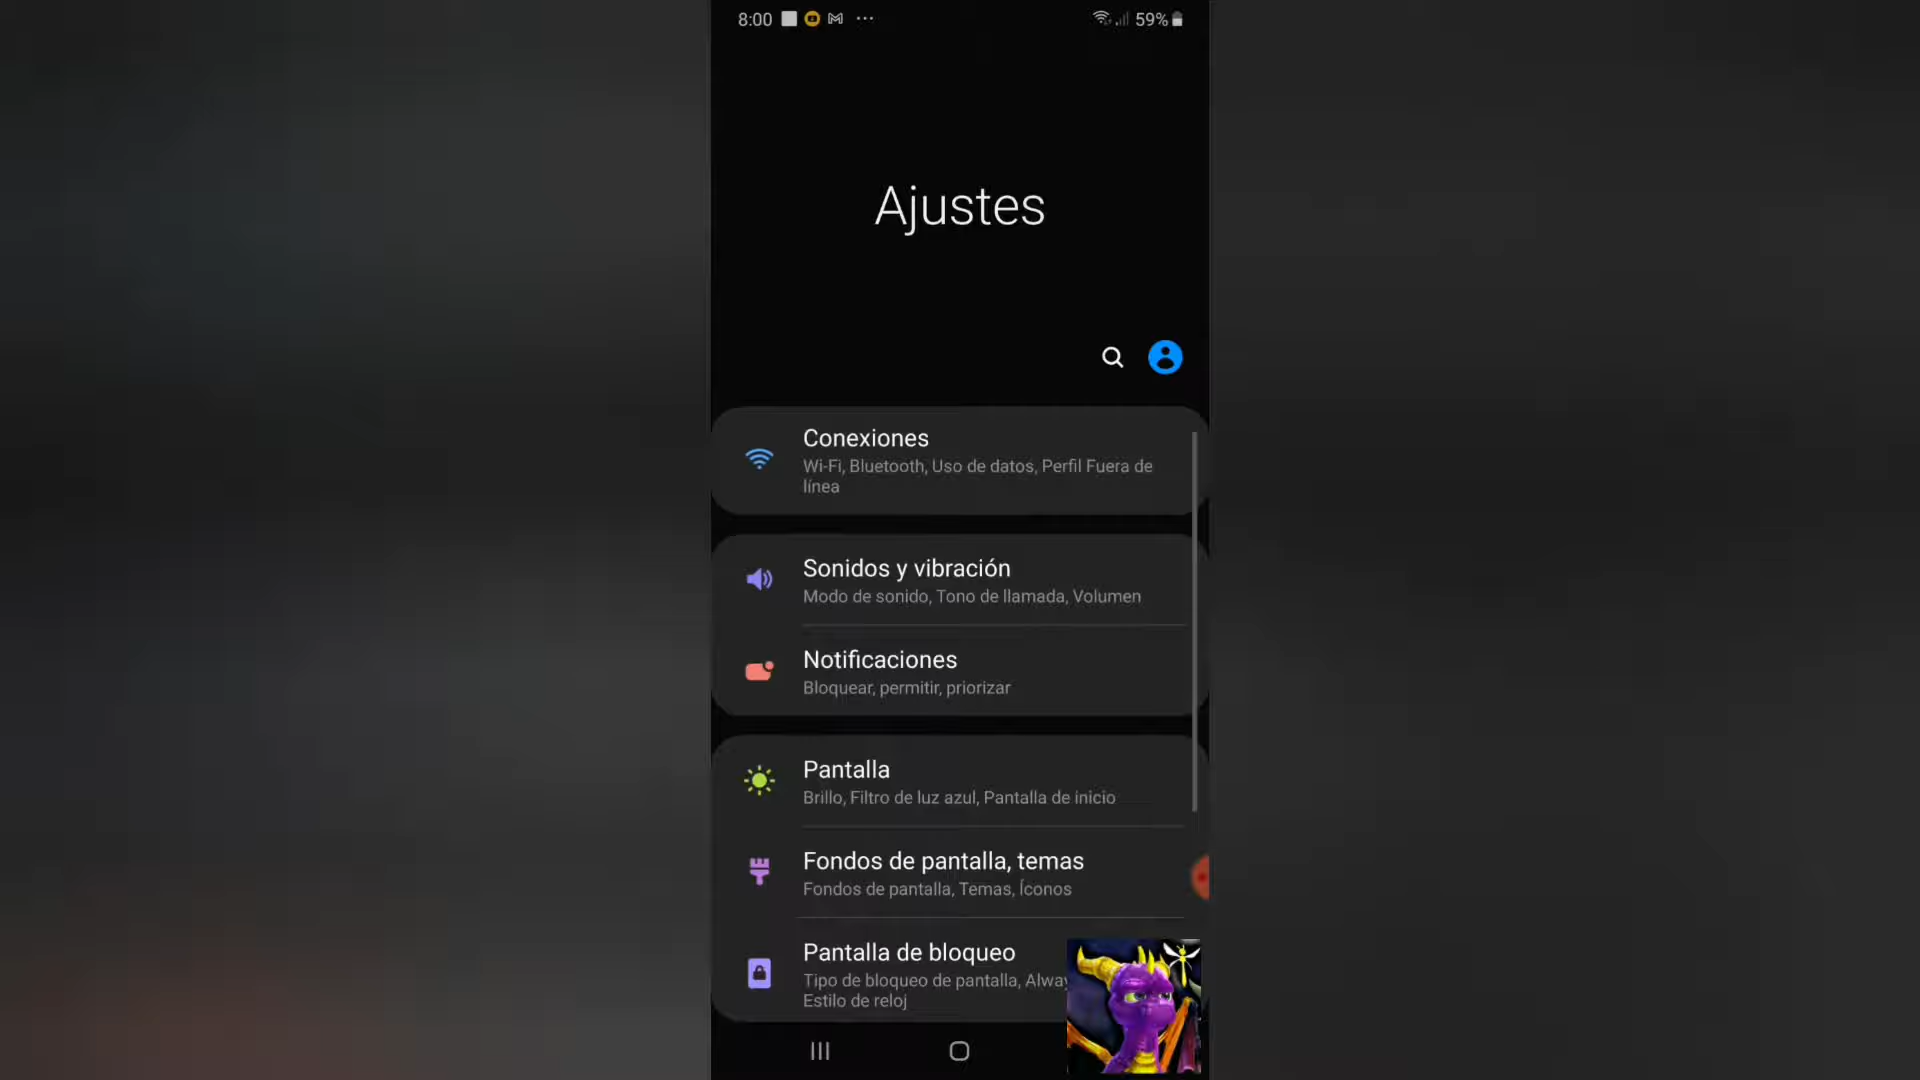 8:00
59%
Ajustes
Conexiones
Wi-Fi, Bluetooth, Uso de datos, Perfil Fuera de
línea
Sonidos y vibración
Modo de sonido, Tono de llamada, Volumen
Notificaciones
Bloquear, permitir, priorizar
Pantalla
Brillo, Filtro de luz azul, Pantalla de inicio
Fondos de pantalla, temas
Fondos de pantalla, Temas, Íconos
Pantalla de bloqueo
Tipo de bloqueo de pantalla, Alway
Estilo de reloj